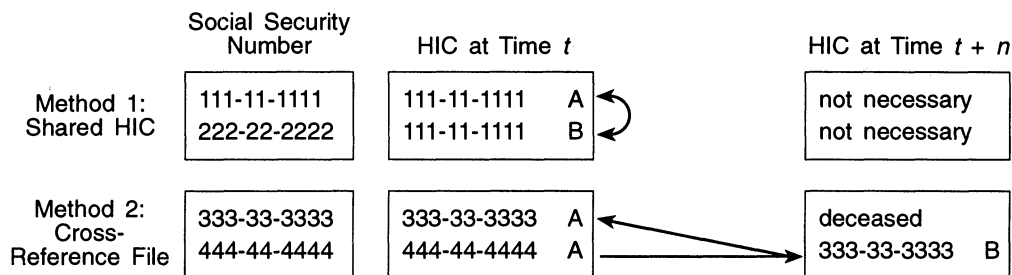 Social Security
Number
HIC at Time t
HIC at Time t + n
Method 1:
Shared HIC
111-11-1111
222-22-2222
111-11-1111 A
111-11-1111 B
not necessary
not necessary
Method 2:
Cross-
Reference File
333-33-3333
444-44-4444
333-33-3333 A
444-44-4444 A
deceased
333-33-3333 B